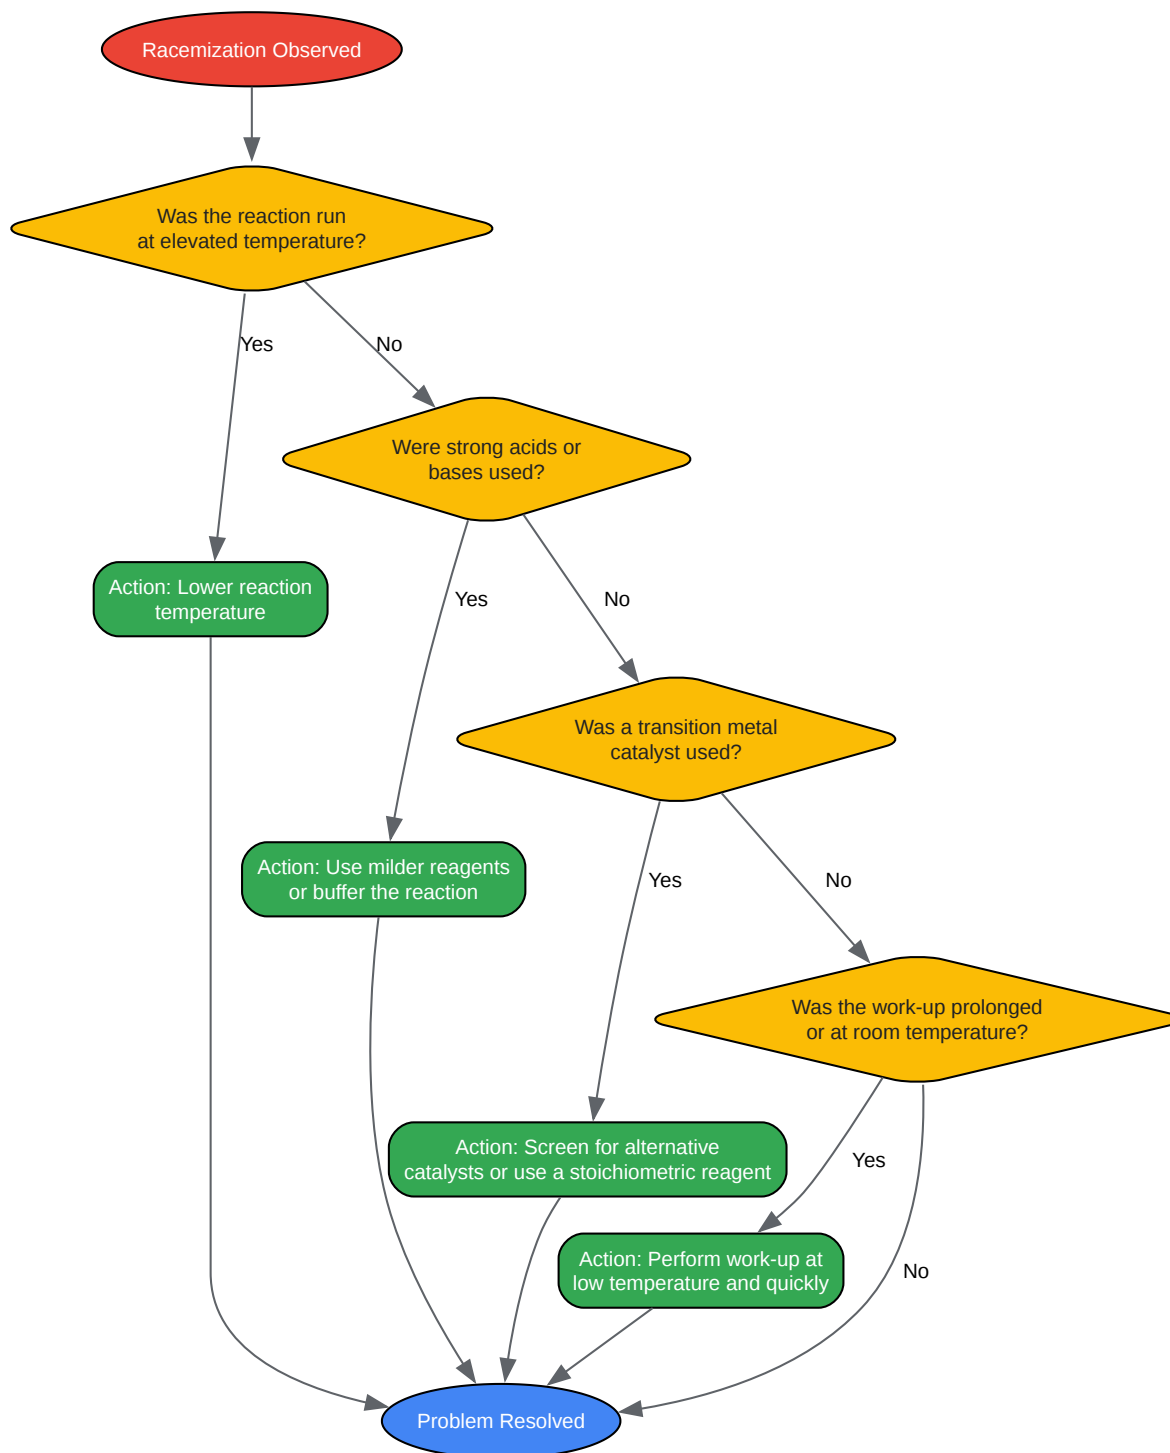 Racemization Observed
Was the reaction run
at elevated temperature?
Yes
No
Were strong acids or
bases used?
Action: Lower reaction
temperature
Yes
No
Was a transition metal
catalyst used?
Action: Use milder reagents
or buffer the reaction
Yes
No
Was the work-up prolonged
or at room temperature?
Action: Screen for alternative
catalysts or use a stoichiometric reagent
Yes
Action: Perform work-up at
low temperature and quickly
No
Problem Resolved